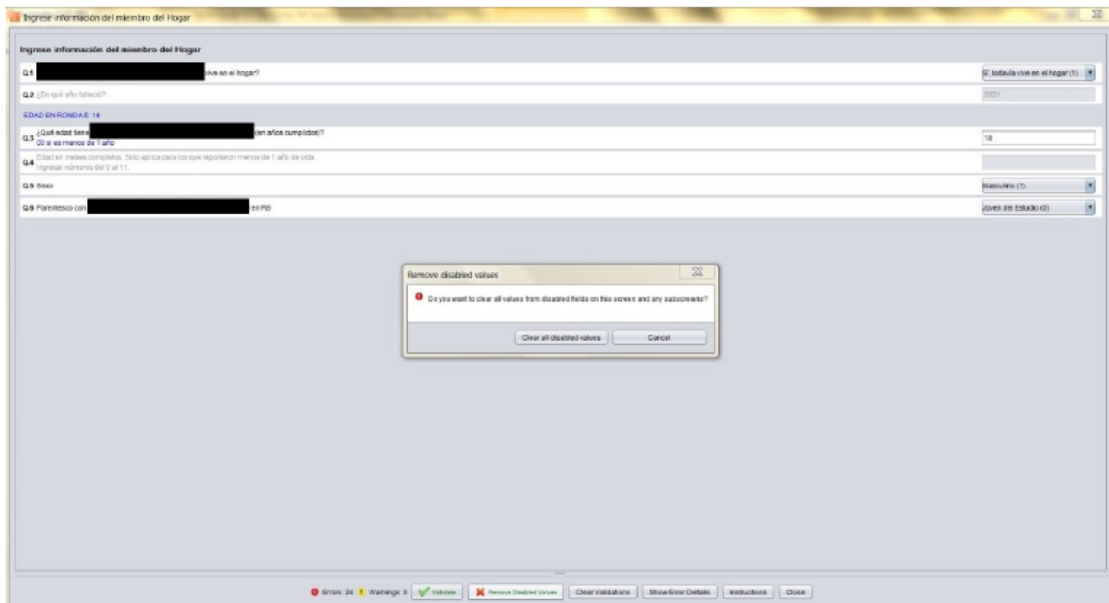 Ingrese información del miembro del Hogar
Ingrese información del miembro del Hogar
Q.1 vive en el hogar? Sí, todavía vive en el hogar (1)
Q.2 ¿En qué año falleció? 2021
EDAD EN RONDA 5: 14
Q.3 ¿Qué edad tiene (en años cumplidos)? 18
00 si es menos de 1 año
Q.4 Edad en meses completos. Solo aplica para los que reportaron menos de 1 año de vida.
Ingresar números del 0 al 11.
Q.5 Sexo Masculino (1)
Q.6 Parentesco con en RB Joven del Estudio (0)
Remove disabled values
Do you want to clear all values from disabled fields on this screen and any subscreens?
Clear all disabled values Cancel
Errors: 24 Warnings: 0 Validate Remove Disabled Values Clear Validations Show Error Details Instructions Close